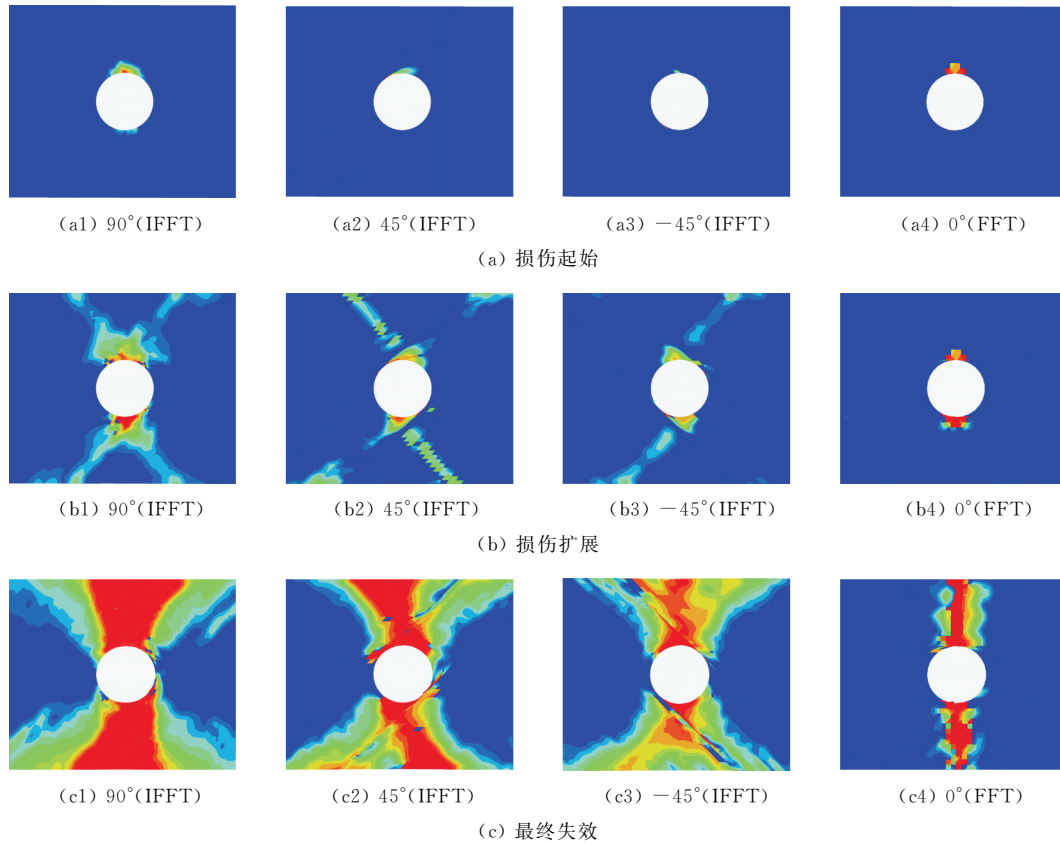 (a1) 90°(IFFT) (a2) 45°(IFFT) (a3) －45°(IFFT) (a4) 0°(FFT)
(a) 损伤起始
(b1) 90°(IFFT) (b2) 45°(IFFT) (b3) －45°(IFFT) (b4) 0°(FFT)
(b) 损伤扩展
(c1) 90°(IFFT) (c2) 45°(IFFT) (c3) －45°(IFFT) (c4) 0°(FFT)
(c) 最终失效